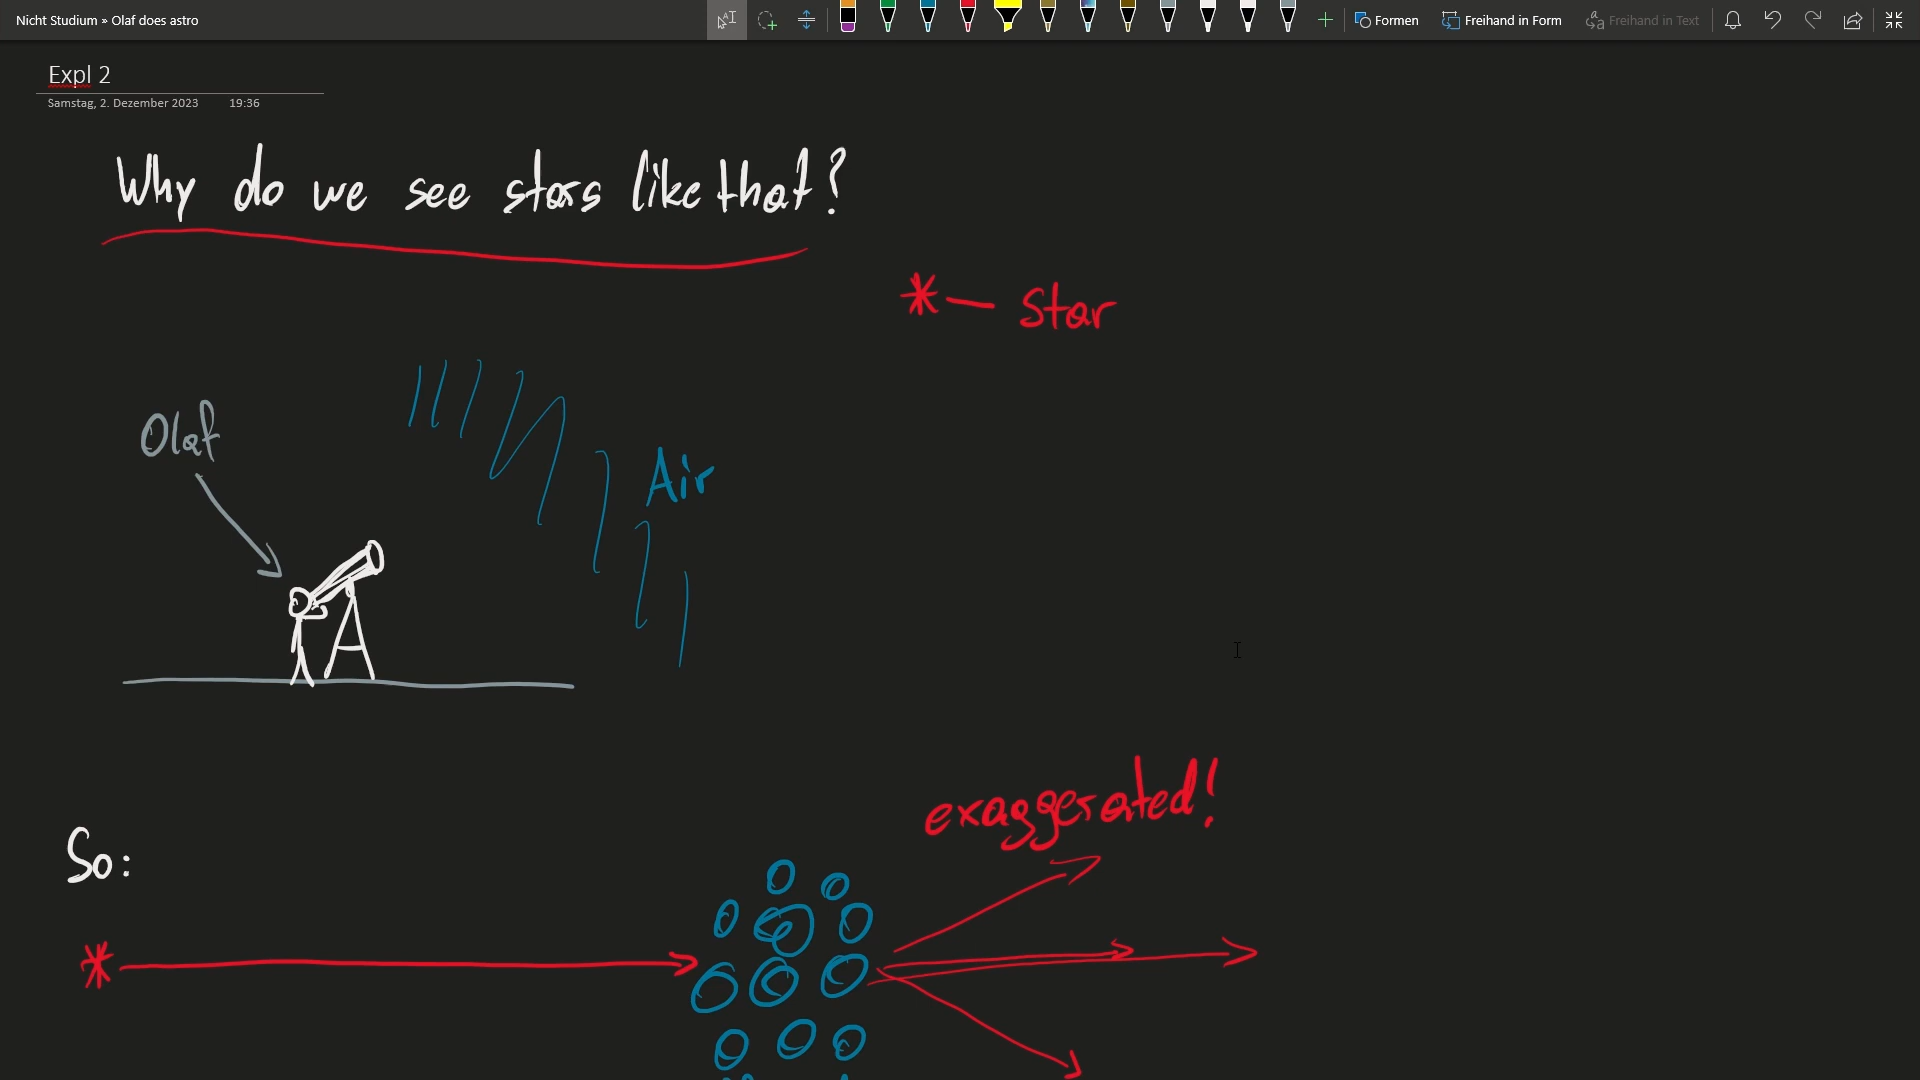 Nicht Studium » Olaf does astro
Formen
Freihand in Form
Freihand in Text
Expl 2
Samstag, 2. Dezember 2023 19:36
Why do we see stars like that?
* — Star
Olaf
Air
exaggerated!
So: